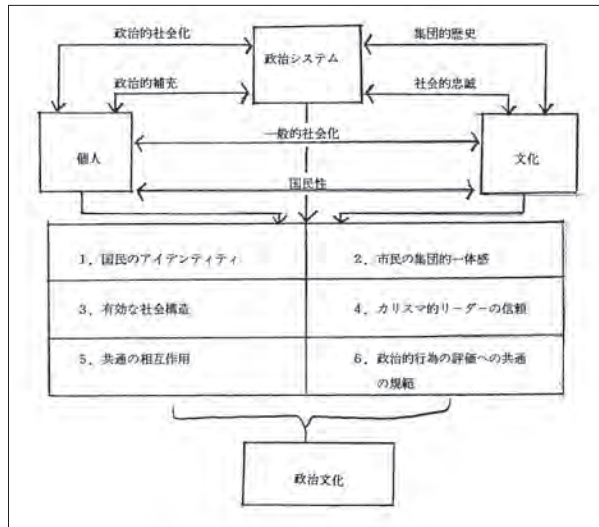 政治的社会化
集団的歴史
政治システム
政治的補充
社会的忠誠
個人
一般的社会化
文化
国民性
1．国民のアイデンティティ
2．市民の集団的一体感
3．有効な社会構造
4．カリスマ的リーダーの信頼
5．共通の相互作用
6．政治的行為の評価への共通
の規範
政治文化